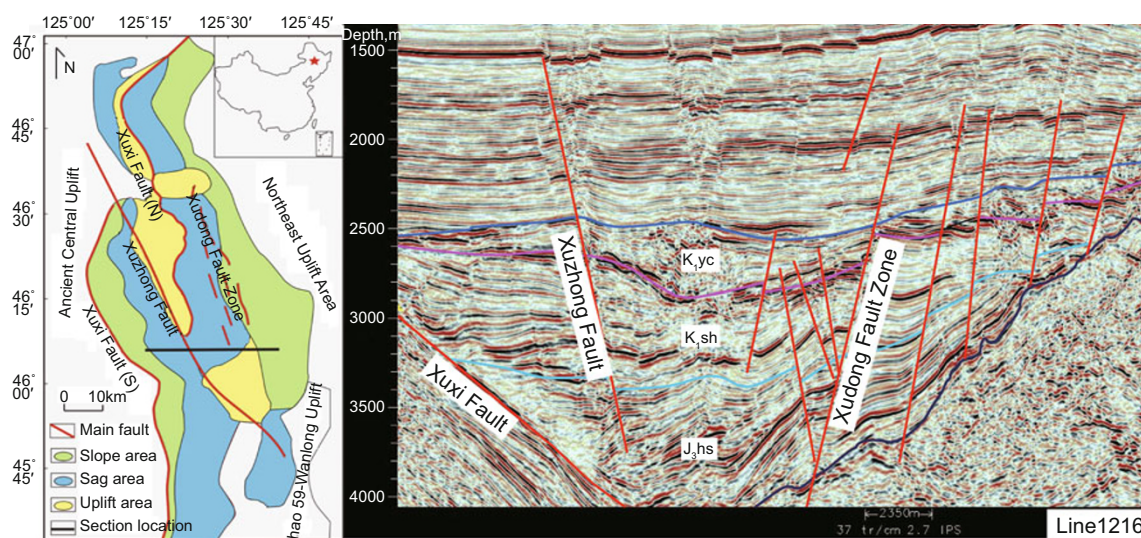 125°00′ 125°15′ 125°30′ 125°45′
47°
00′
46°
45′
46°
30′
46°
15′
46°
00′
45′
N
Xuxi Fault (N)
Ancient Central Uplift
Northeast Uplift Area
Xudong Fault Zone
Xuzhong Fault
Xuxi Fault (S)
hao 59-Wanlong Uplift
0 10km
Main fault
Slope area
Sag area
Uplift area
Section location
Depth,m
1500
2000
2500
3000
3500
4000
K₁yc
K₁sh
J₃hs
Xuzhong Fault
Xudong Fault Zone
Xuxi Fault
2350m
37 tr/cm 2.7 IPS
Line1216